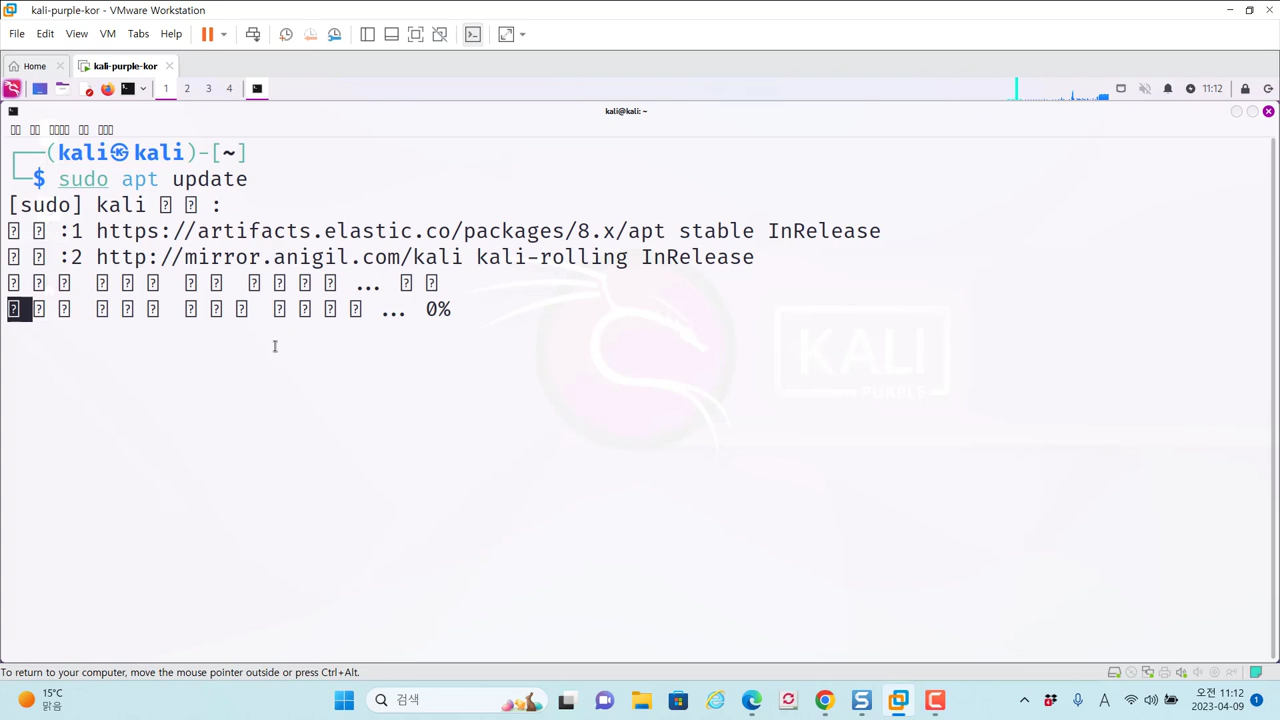 kali-purple-kor - VMware Workstation
File Edit View VM Tabs Help
Home
kali-purple-kor
1 2 3 4
11:12
kali@kali: ~
(kali㉿kali)-[~]
$ sudo apt update
[sudo] kali :
:1 https://artifacts.elastic.co/packages/8.x/apt stable InRelease
:2 http://mirror.anigil.com/kali kali-rolling InRelease
...
... 0%
KALI
PURPLE
To return to your computer, move the mouse pointer outside or press Ctrl+Alt.
15°C
맑음
검색
A
오전 11:12
2023-04-09
1